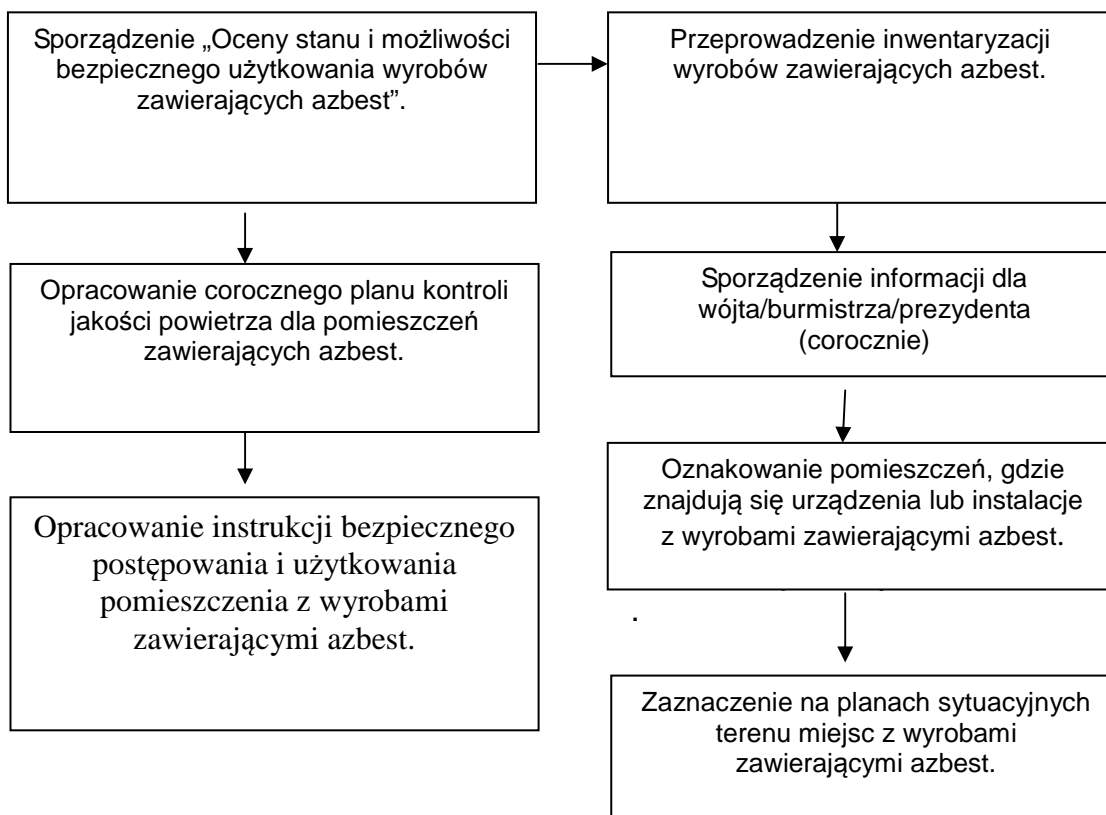 Sporządzenie „Oceny stanu i możliwości
bezpiecznego użytkowania wyrobów
zawierających azbest”.
Przeprowadzenie inwentaryzacji
wyrobów zawierających azbest.
Opracowanie corocznego planu kontroli
jakości powietrza dla pomieszczeń
zawierających azbest.
Sporządzenie informacji dla
wójta/burmistrza/prezydenta
(corocznie)
Opracowanie instrukcji bezpiecznego
postępowania i użytkowania
pomieszczenia z wyrobami
zawierającymi azbest.
Oznakowanie pomieszczeń, gdzie
znajdują się urządzenia lub instalacje
z wyrobami zawierającymi azbest.
.
Zaznaczenie na planach sytuacyjnych
terenu miejsc z wyrobami
zawierającymi azbest.